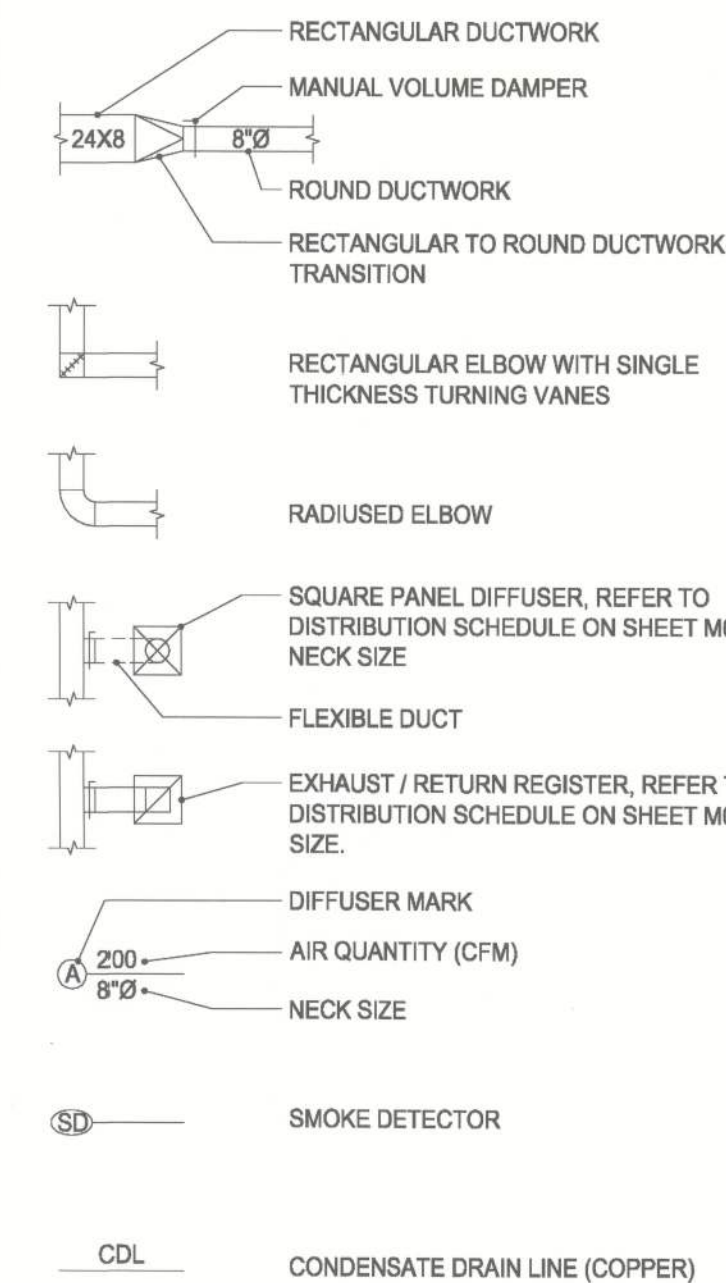 RECTANGULAR DUCTWORK
MANUAL VOLUME DAMPER
24X8
8"Ø
ROUND DUCTWORK
RECTANGULAR TO ROUND DUCTWORK
TRANSITION
RECTANGULAR ELBOW WITH SINGLE
THICKNESS TURNING VANES
RADIUSED ELBOW
SQUARE PANEL DIFFUSER, REFER TO
DISTRIBUTION SCHEDULE ON SHEET
NECK SIZE
FLEXIBLE DUCT
EXHAUST / RETURN REGISTER, REFER
DISTRIBUTION SCHEDULE ON SHEET
SIZE.
DIFFUSER MARK
A 200
AIR QUANTITY (CFM)
8"Ø
NECK SIZE
SD
SMOKE DETECTOR
CDL
CONDENSATE DRAIN LINE (COPPER)